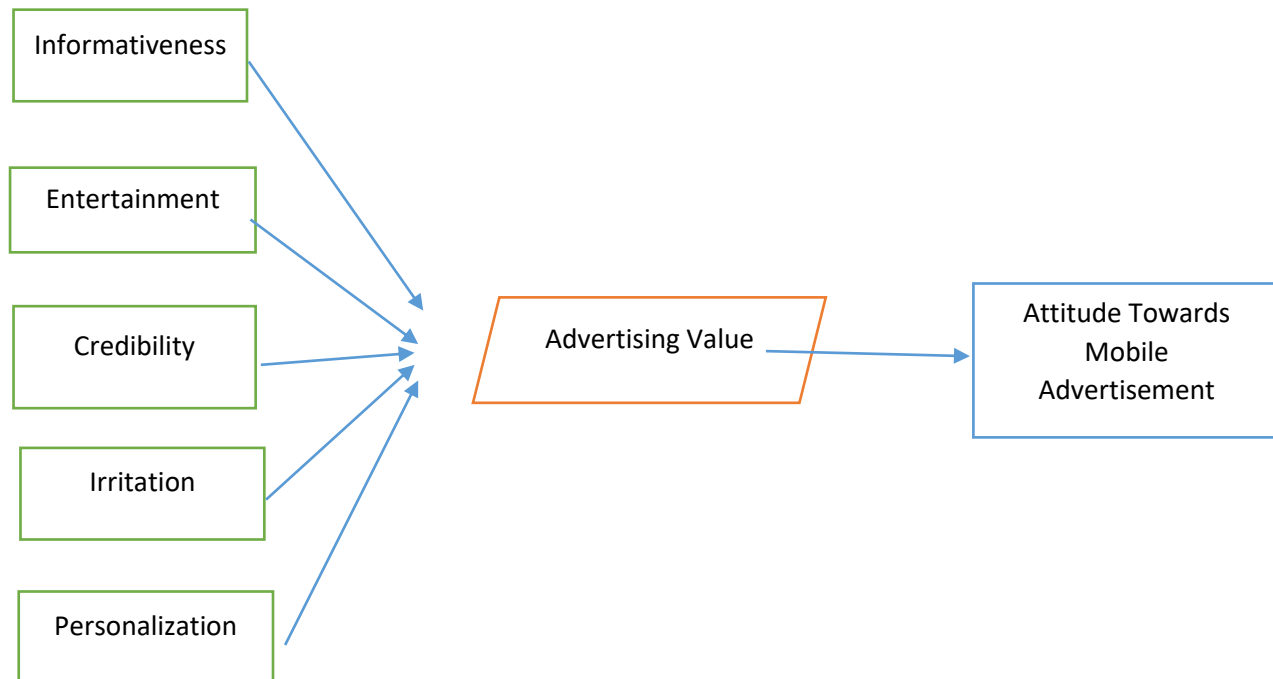 Informativeness
Entertainment
Credibility
Irritation
Personalization
Advertising Value
Attitude Towards
Mobile
Advertisement